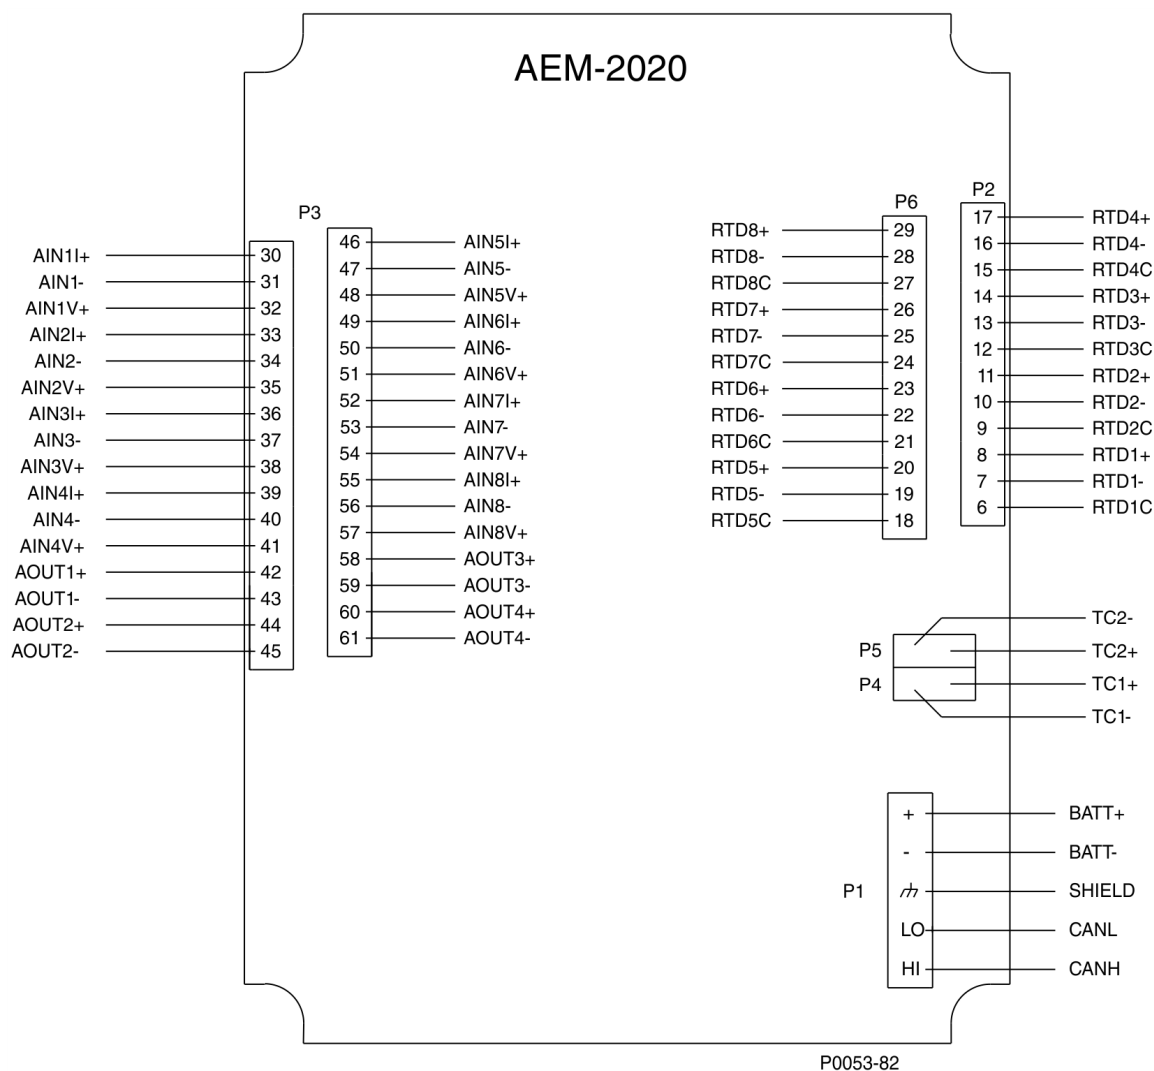 AEM-2020
P3
AIN1I+ 30
AIN1- 31
AIN1V+ 32
AIN2I+ 33
AIN2- 34
AIN2V+ 35
AIN3I+ 36
AIN3- 37
AIN3V+ 38
AIN4I+ 39
AIN4- 40
AIN4V+ 41
AOUT1+ 42
AOUT1- 43
AOUT2+ 44
AOUT2- 45
46 AIN5I+
47 AIN5-
48 AIN5V+
49 AIN6I+
50 AIN6-
51 AIN6V+
52 AIN7I+
53 AIN7-
54 AIN7V+
55 AIN8I+
56 AIN8-
57 AIN8V+
58 AOUT3+
59 AOUT3-
60 AOUT4+
61 AOUT4-
P6
RTD8+ 29
RTD8- 28
RTD8C 27
RTD7+ 26
RTD7- 25
RTD7C 24
RTD6+ 23
RTD6- 22
RTD6C 21
RTD5+ 20
RTD5- 19
RTD5C 18
P2
17 RTD4+
16 RTD4-
15 RTD4C
14 RTD3+
13 RTD3-
12 RTD3C
11 RTD2+
10 RTD2-
9 RTD2C
8 RTD1+
7 RTD1-
6 RTD1C
TC2-
P5 TC2+
P4 TC1+
TC1-
+ BATT+
- BATT-
P1 SHIELD
LO CANL
HI CANH
P0053-82